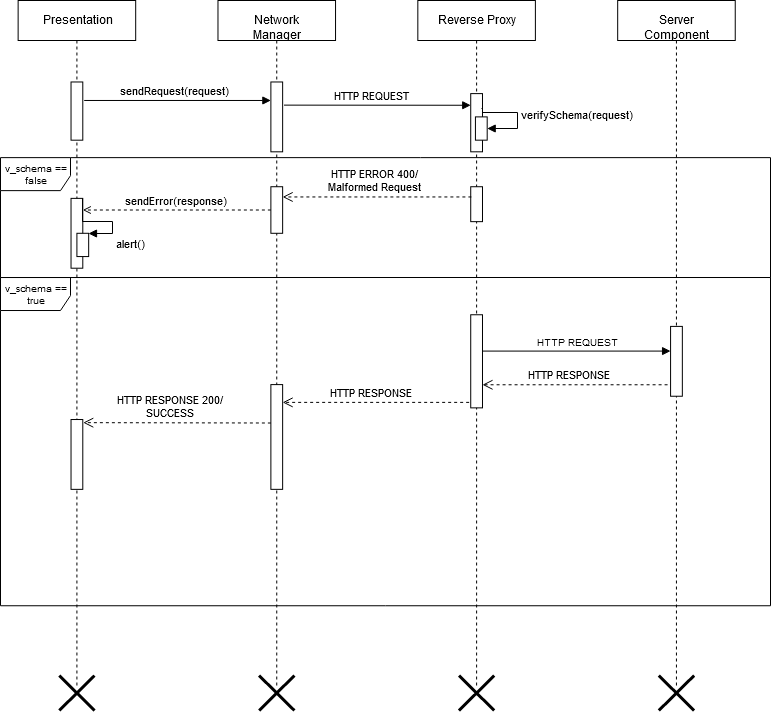 Presentation
Network
Manager
Reverse Proxy
Server
Component
sendRequest(request)
HTTP REQUEST
verifySchema(request)
v_schema ==
false
HTTP ERROR 400/
Malformed Request
sendError(response)
alert()
v_schema ==
true
HTTP REQUEST
HTTP RESPONSE
HTTP RESPONSE
HTTP RESPONSE 200/
SUCCESS